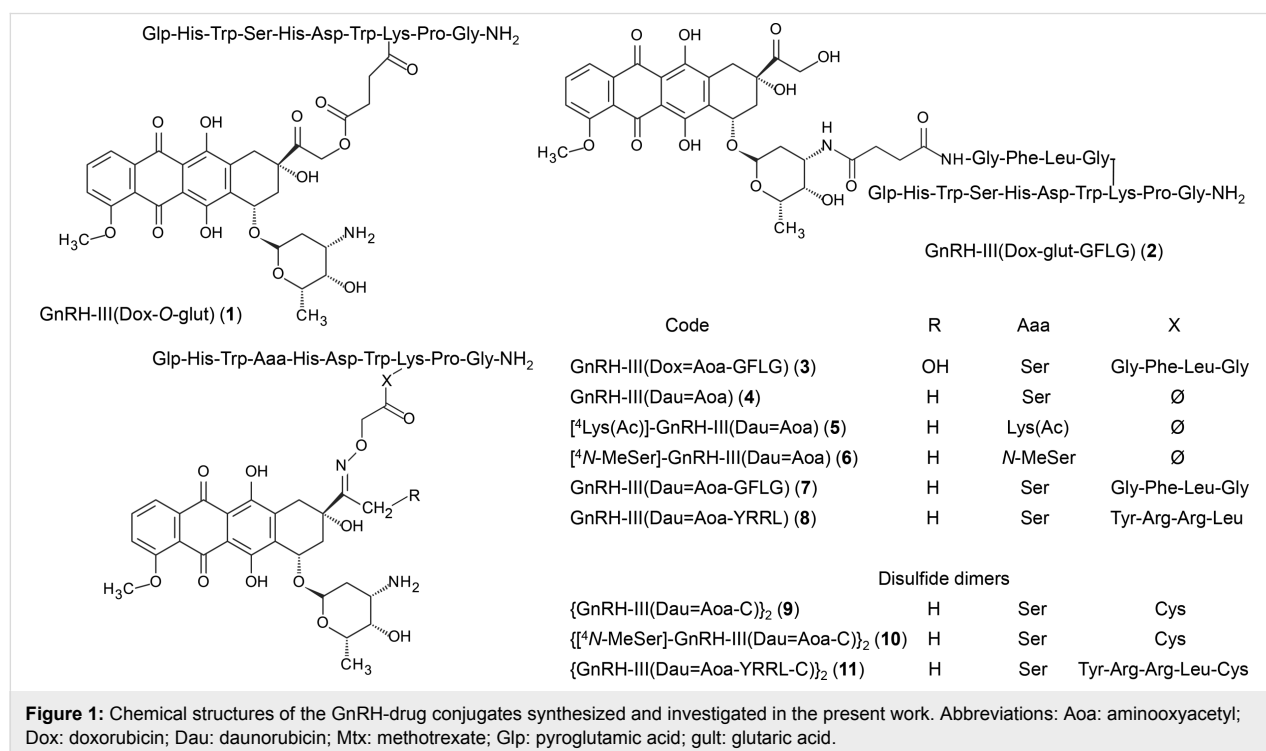 Glp-His-Trp-Ser-His-Asp-Trp-Lys-Pro-Gly-NH2
O
O
O
O
O
OH
O
OH
H3C
O
O
OH
O
NH2
O
OH
CH3
GnRH-III(Dox-O-glut) (1)
O
OH
O
OH
OH
H3C
O
O
OH
O
H
N
O
O
NH-Gly-Phe-Leu-Gly
O
OH
CH3
Glp-His-Trp-Ser-His-Asp-Trp-Lys-Pro-Gly-NH2
GnRH-III(Dox-glut-GFLG) (2)
Glp-His-Trp-Aaa-His-Asp-Trp-Lys-Pro-Gly-NH2
X
O
O
N
O
OH
R
CH2
OH
H3C
O
O
OH
O
NH2
O
OH
CH3
Code R Aaa X
GnRH-III(Dox=Aoa-GFLG) (3) OH Ser Gly-Phe-Leu-Gly
GnRH-III(Dau=Aoa) (4) H Ser Ø
[4Lys(Ac)]-GnRH-III(Dau=Aoa) (5) H Lys(Ac) Ø
[4N-MeSer]-GnRH-III(Dau=Aoa) (6) H N-MeSer Ø
GnRH-III(Dau=Aoa-GFLG) (7) H Ser Gly-Phe-Leu-Gly
GnRH-III(Dau=Aoa-YRRL) (8) H Ser Tyr-Arg-Arg-Leu
Disulfide dimers
{GnRH-III(Dau=Aoa-C)}2 (9) H Ser Cys
{[4N-MeSer]-GnRH-III(Dau=Aoa-C)}2 (10) H Ser Cys
{GnRH-III(Dau=Aoa-YRRL-C)}2 (11) H Ser Tyr-Arg-Arg-Leu-Cys
Figure 1: Chemical structures of the GnRH-drug conjugates synthesized and investigated in the present work. Abbreviations: Aoa: aminooxyacetyl;
Dox: doxorubicin; Dau: daunorubicin; Mtx: methotrexate; Glp: pyroglutamic acid; gult: glutaric acid.